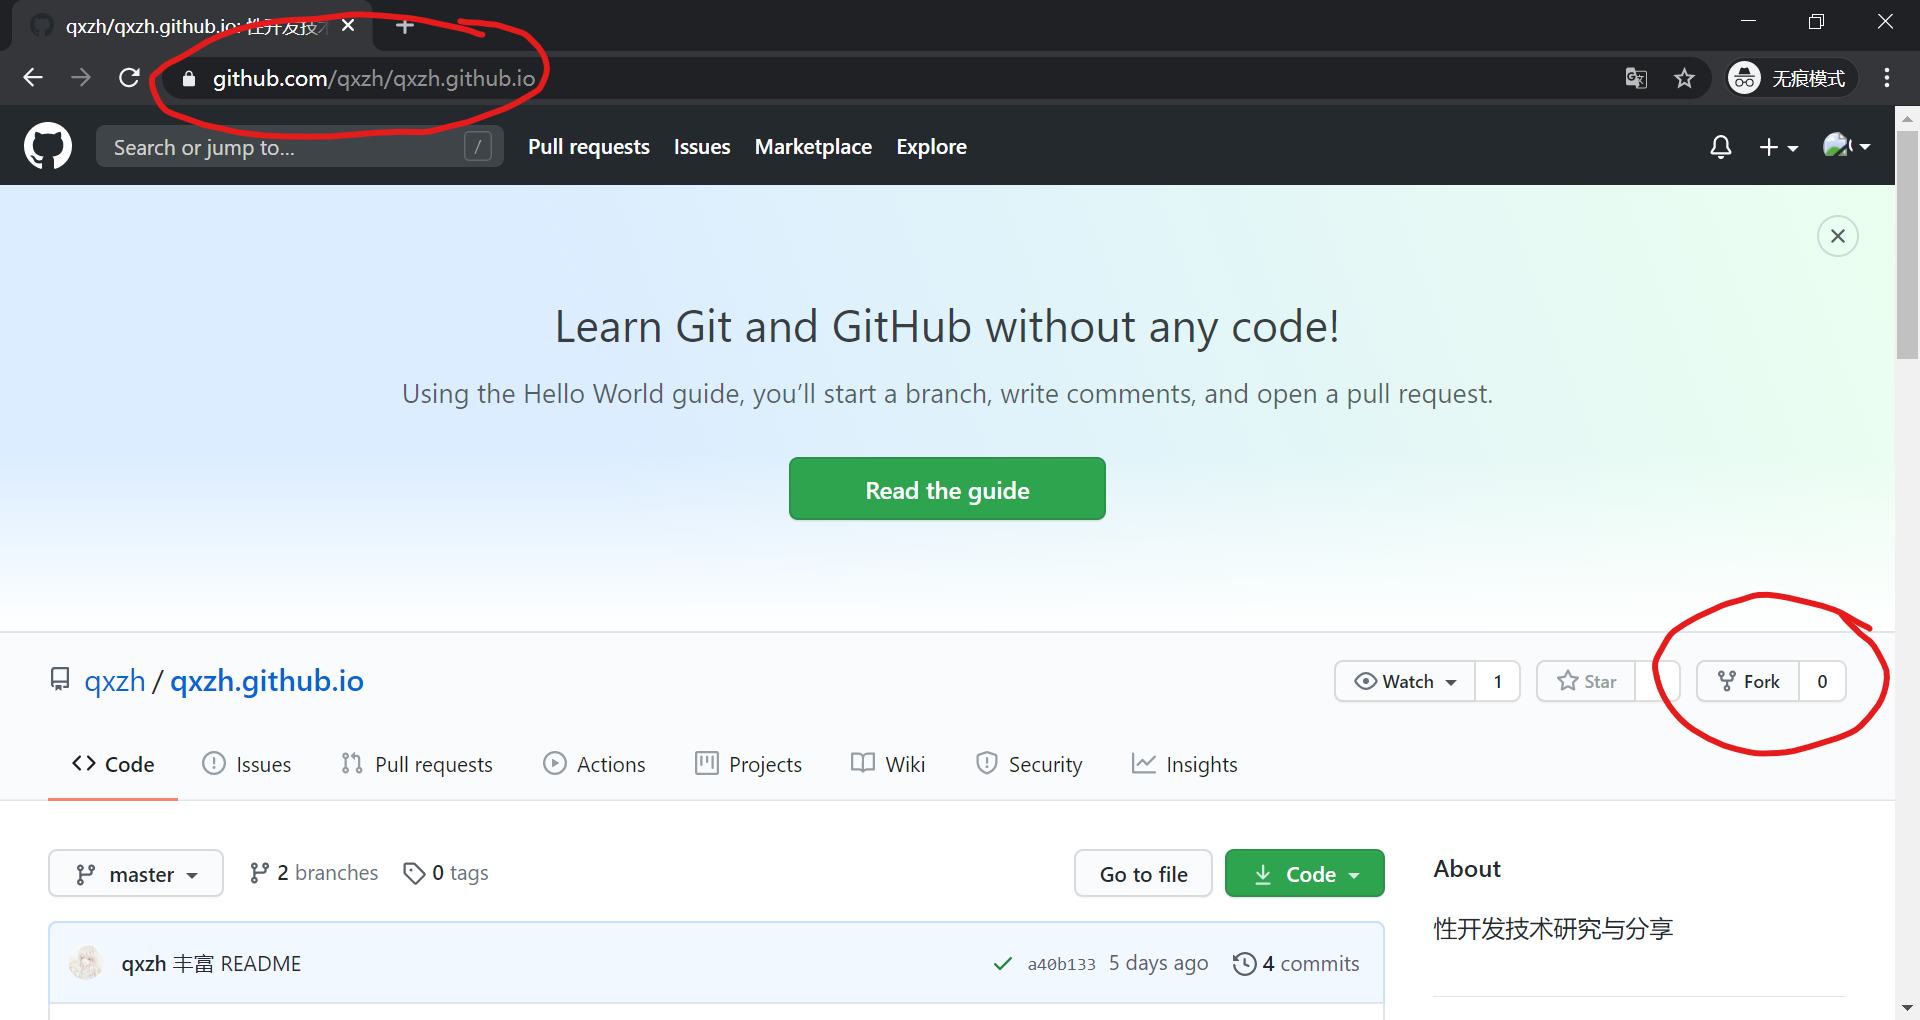 qxzh/qxzh.github.io: 性开发技术
github.com/qxzh/qxzh.github.io
无痕模式
Search or jump to... /
Pull requests Issues Marketplace Explore
Learn Git and GitHub without any code!
Using the Hello World guide, you’ll start a branch, write comments, and open a pull request.
Read the guide
qxzh / qxzh.github.io
Watch 1 Star Fork 0
Code Issues Pull requests Actions Projects Wiki Security Insights
master 2 branches 0 tags Go to file Code
About
性开发技术研究与分享
qxzh 丰富 README a40b133 5 days ago 4 commits